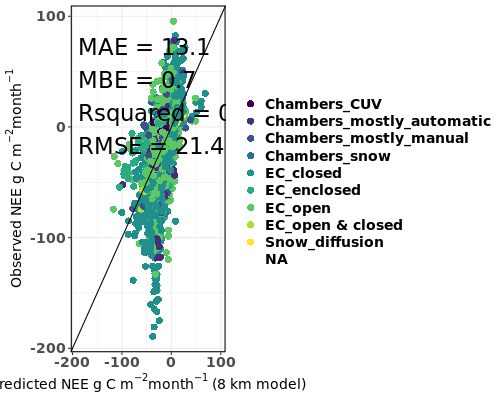 100
0
-100
-200
Observed NEE g C m⁻²month⁻¹
MAE = 13.1
MBE = 0.7
Rsquared = 0
RMSE = 21.4
-200 -100 0 100
redicted NEE g C m⁻²month⁻¹ (8 km model)
Chambers_CUV
Chambers_mostly_automatic
Chambers_mostly_manual
Chambers_snow
EC_closed
EC_enclosed
EC_open
EC_open & closed
Snow_diffusion
NA